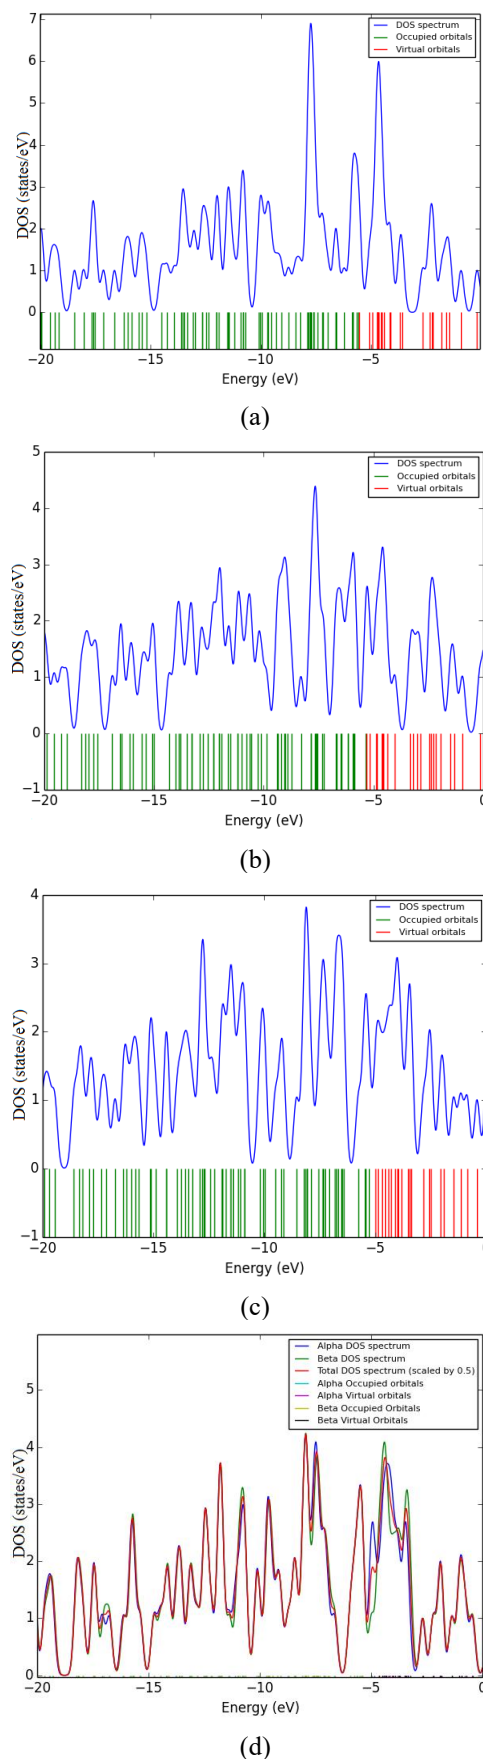 7
DOS spectrum
Occupied orbitals
Virtual orbitals
6
5
4
3
2
1
0
DOS (states/eV)
−20 −15 −10 −5
Energy (eV)
(a)
5
DOS spectrum
Occupied orbitals
Virtual orbitals
4
3
2
1
0
−1
DOS (states/eV)
−20 −15 −10 −5 0
Energy (eV)
(b)
4
DOS spectrum
Occupied orbitals
Virtual orbitals
3
2
1
0
−1
DOS (states/eV)
−20 −15 −10 −5 0
Energy (eV)
(c)
Alpha DOS spectrum
Beta DOS spectrum
Total DOS spectrum (scaled by 0.5)
Alpha Occupied orbitals
Alpha Virtual orbitals
Beta Occupied Orbitals
Beta Virtual Orbitals
5
4
3
2
1
0
DOS (states/eV)
−20 −15 −10 −5 0
Energy (eV)
(d)